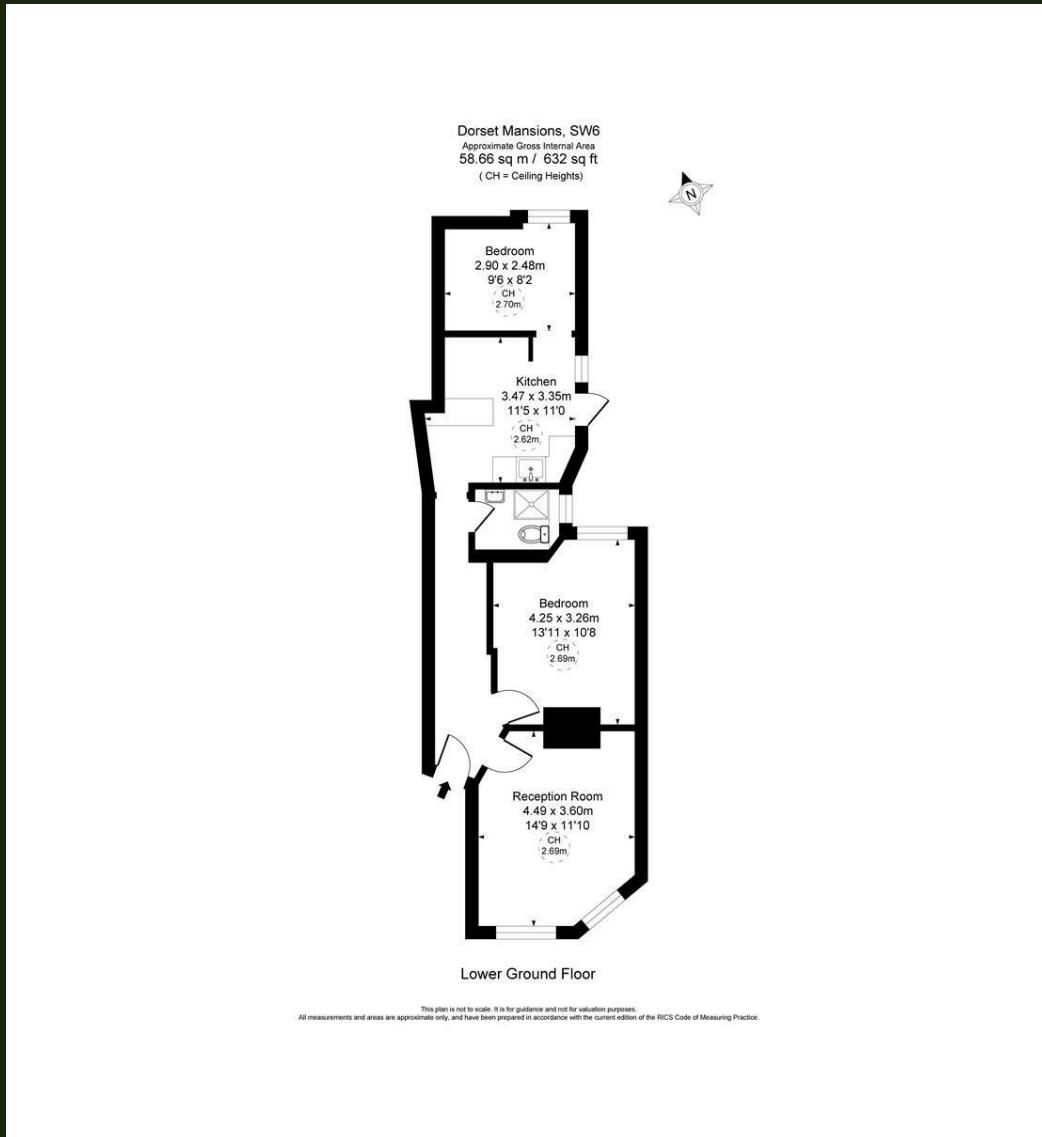 Dorset Mansions, SW6
Approximate Gross Internal Area
58.66 sq m / 632 sq ft
( CH = Ceiling Heights)
N
Bedroom
2.90 x 2.48m
9'6 x 8'2
CH
2.70m
Kitchen
3.47 x 3.35m
11'5 x 11'0
CH
2.62m
Bedroom
4.25 x 3.26m
13'11 x 10'8
CH
2.69m
Reception Room
4.49 x 3.60m
14'9 x 11'10
CH
2.69m
Lower Ground Floor
This plan is not to scale. It is for guidance and not for valuation purposes.
All measurements and areas are approximate only, and have been prepared in accordance with the current edition of the RICS Code of Measuring Practice.